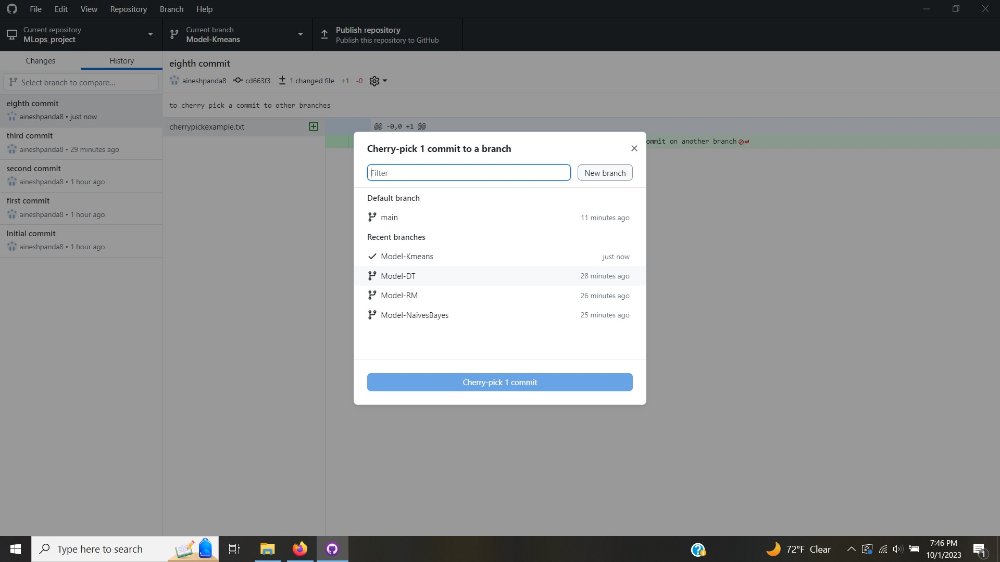 File Edit View Repository Branch Help
Current repository
MLops_project
Current branch
Model-Kmeans
Publish repository
Publish this repository to GitHub
Changes
History
Select branch to compare...
eighth commit
aineshpanda8 • just now
third commit
aineshpanda8 • 29 minutes ago
second commit
aineshpanda8 • 1 hour ago
first commit
aineshpanda8 • 1 hour ago
Initial commit
aineshpanda8 • 1 hour ago
eighth commit
aineshpanda8 cd663f3 1 changed file +1 -0
to cherry pick a commit to other branches
cherrypickexample.txt
@@ -0,0 +1 @@
ommit on another branch
Cherry-pick 1 commit to a branch
Filter
New branch
Default branch
main 11 minutes ago
Recent branches
Model-Kmeans just now
Model-DT 28 minutes ago
Model-RM 26 minutes ago
Model-NaivesBayes 25 minutes ago
Cherry-pick 1 commit
Type here to search
72°F Clear
7:46 PM
10/1/2023
1